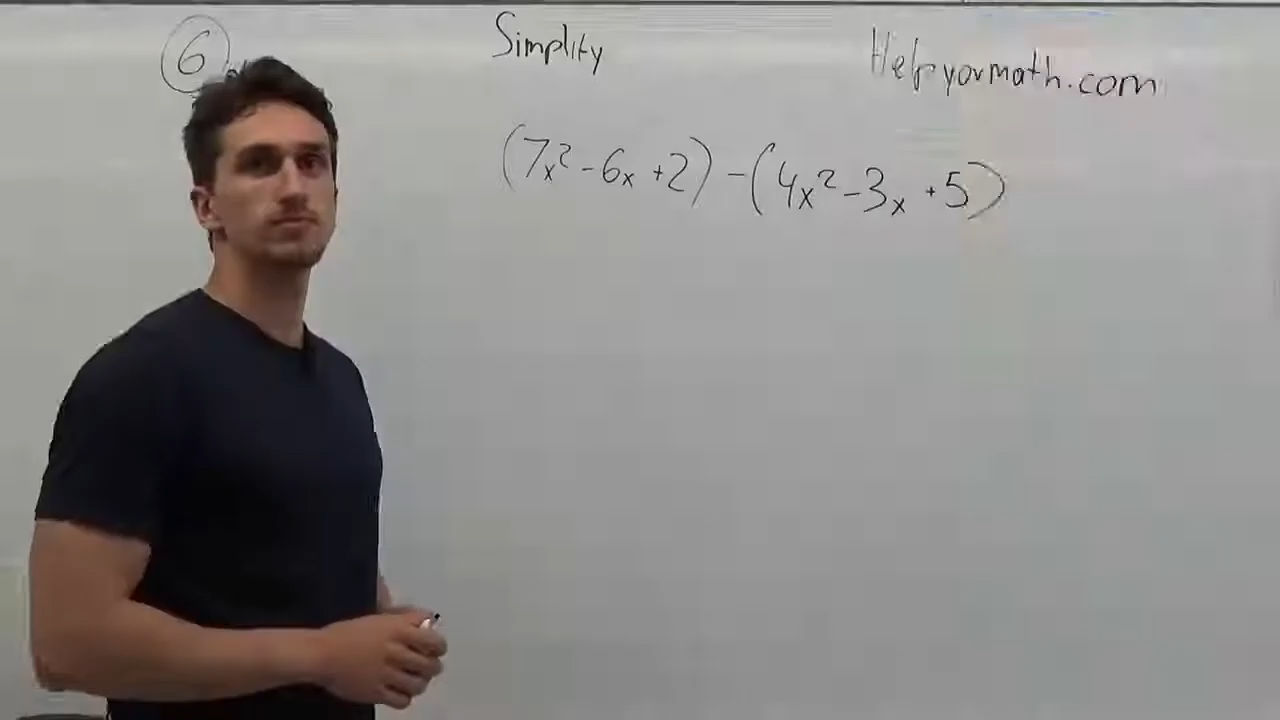 6
Simplify
Helpyourmath.com
(7x² - 6x + 2) - (4x² - 3x + 5)